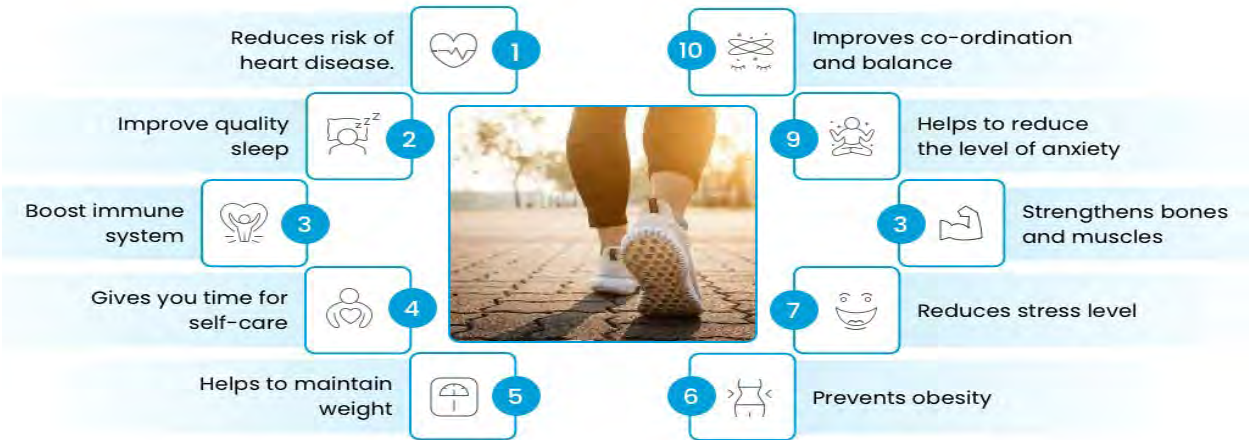 Reduces risk of
heart disease.
1
Improve quality
sleep
zzZ
2
Boost immune
system
3
Gives you time for
self-care
4
Helps to maintain
weight
5
10
Improves co-ordination
and balance
9
Helps to reduce
the level of anxiety
3
Strengthens bones
and muscles
7
Reduces stress level
6
Prevents obesity